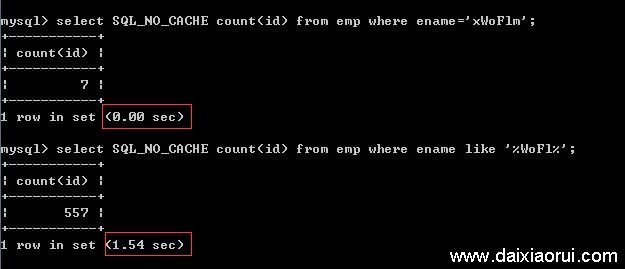 mysql> select SQL_NO_CACHE count(id) from emp where ename='xWoFlm';
+-----------+
| count(id) |
+-----------+
|         7 |
+-----------+
1 row in set (0.00 sec)
mysql> select SQL_NO_CACHE count(id) from emp where ename like '%WoFl%';
+-----------+
| count(id) |
+-----------+
|       557 |
+-----------+
1 row in set (1.54 sec)
www.daixiaorui.com